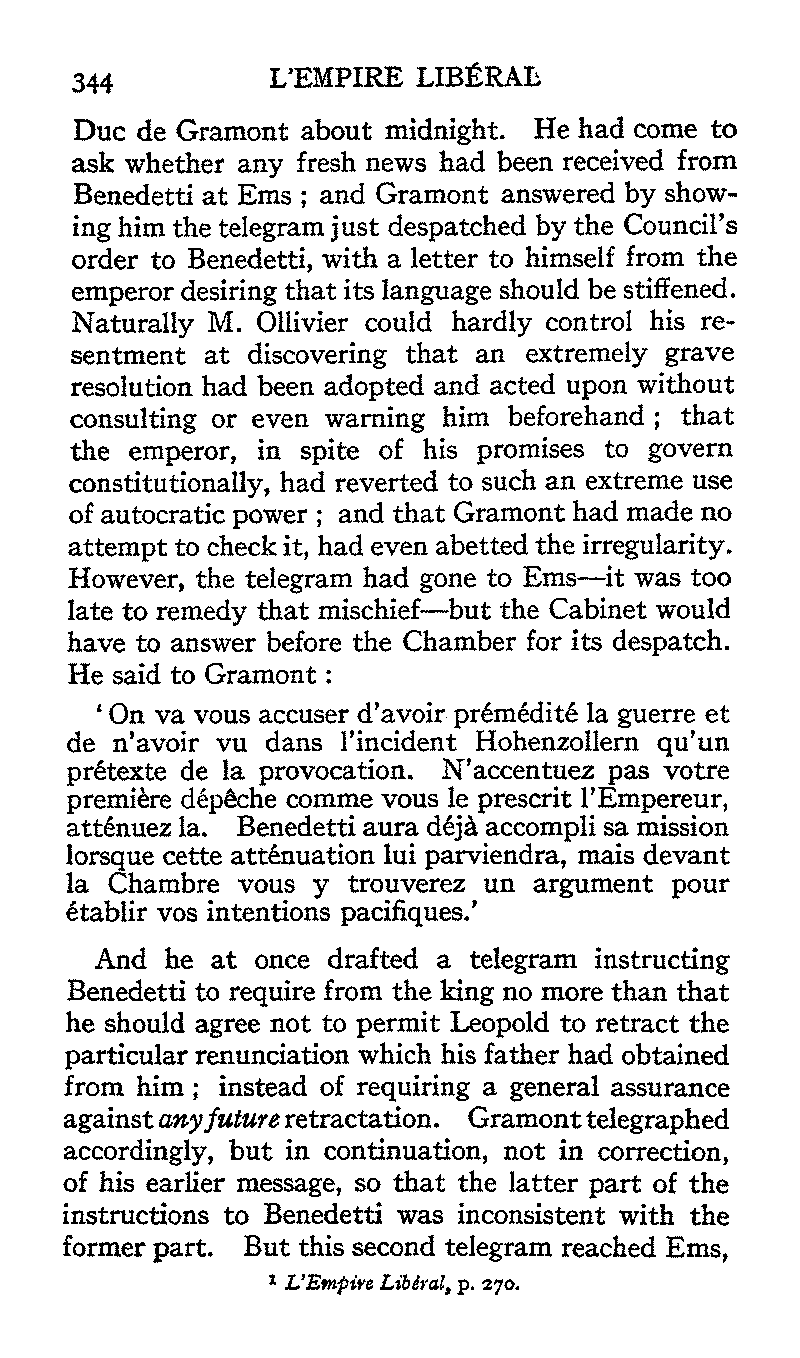 344 L'EMPIRE LIBÉRAL
Duc de Gramont about midnight. He had come to
ask whether any fresh news had been received from
Benedetti at Ems ; and Gramont answered by show-
ing him the telegram just despatched by the Council's
order to Benedetti, with a letter to himself from the
emperor desiring that its language should be stiffened.
Naturally M. Ollivier could hardly control his re-
sentment at discovering that an extremely grave
resolution had been adopted and acted upon without
consulting or even warning him beforehand ; that
the emperor, in spite of his promises to govern
constitutionally, had reverted to such an extreme use
of autocratic power ; and that Gramont had made no
attempt to check it, had even abetted the irregularity.
However, the telegram had gone to Ems—it was too
late to remedy that mischief—but the Cabinet would
have to answer before the Chamber for its despatch.
He said to Gramont :
' On va vous accuser d'avoir prémédité la guerre et
de n'avoir vu dans l'incident Hohenzollern qu'un
prétexte de la provocation. N'accentuez pas votre
première dépêche comme vous le prescrit l'Empereur,
atténuez la. Benedetti aura déjà accompli sa mission
lorsque cette atténuation lui parviendra, mais devant
la Chambre vous y trouverez un argument pour
établir vos intentions pacifiques.'
And he at once drafted a telegram instructing
Benedetti to require from the king no more than that
he should agree not to permit Leopold to retract the
particular renunciation which his father had obtained
from him ; instead of requiring a general assurance
against any future retractation. Gramont telegraphed
accordingly, but in continuation, not in correction,
of his earlier message, so that the latter part of the
instructions to Benedetti was inconsistent with the
former part. But this second telegram reached Ems,
¹ L'Empire Libéral, p. 270.